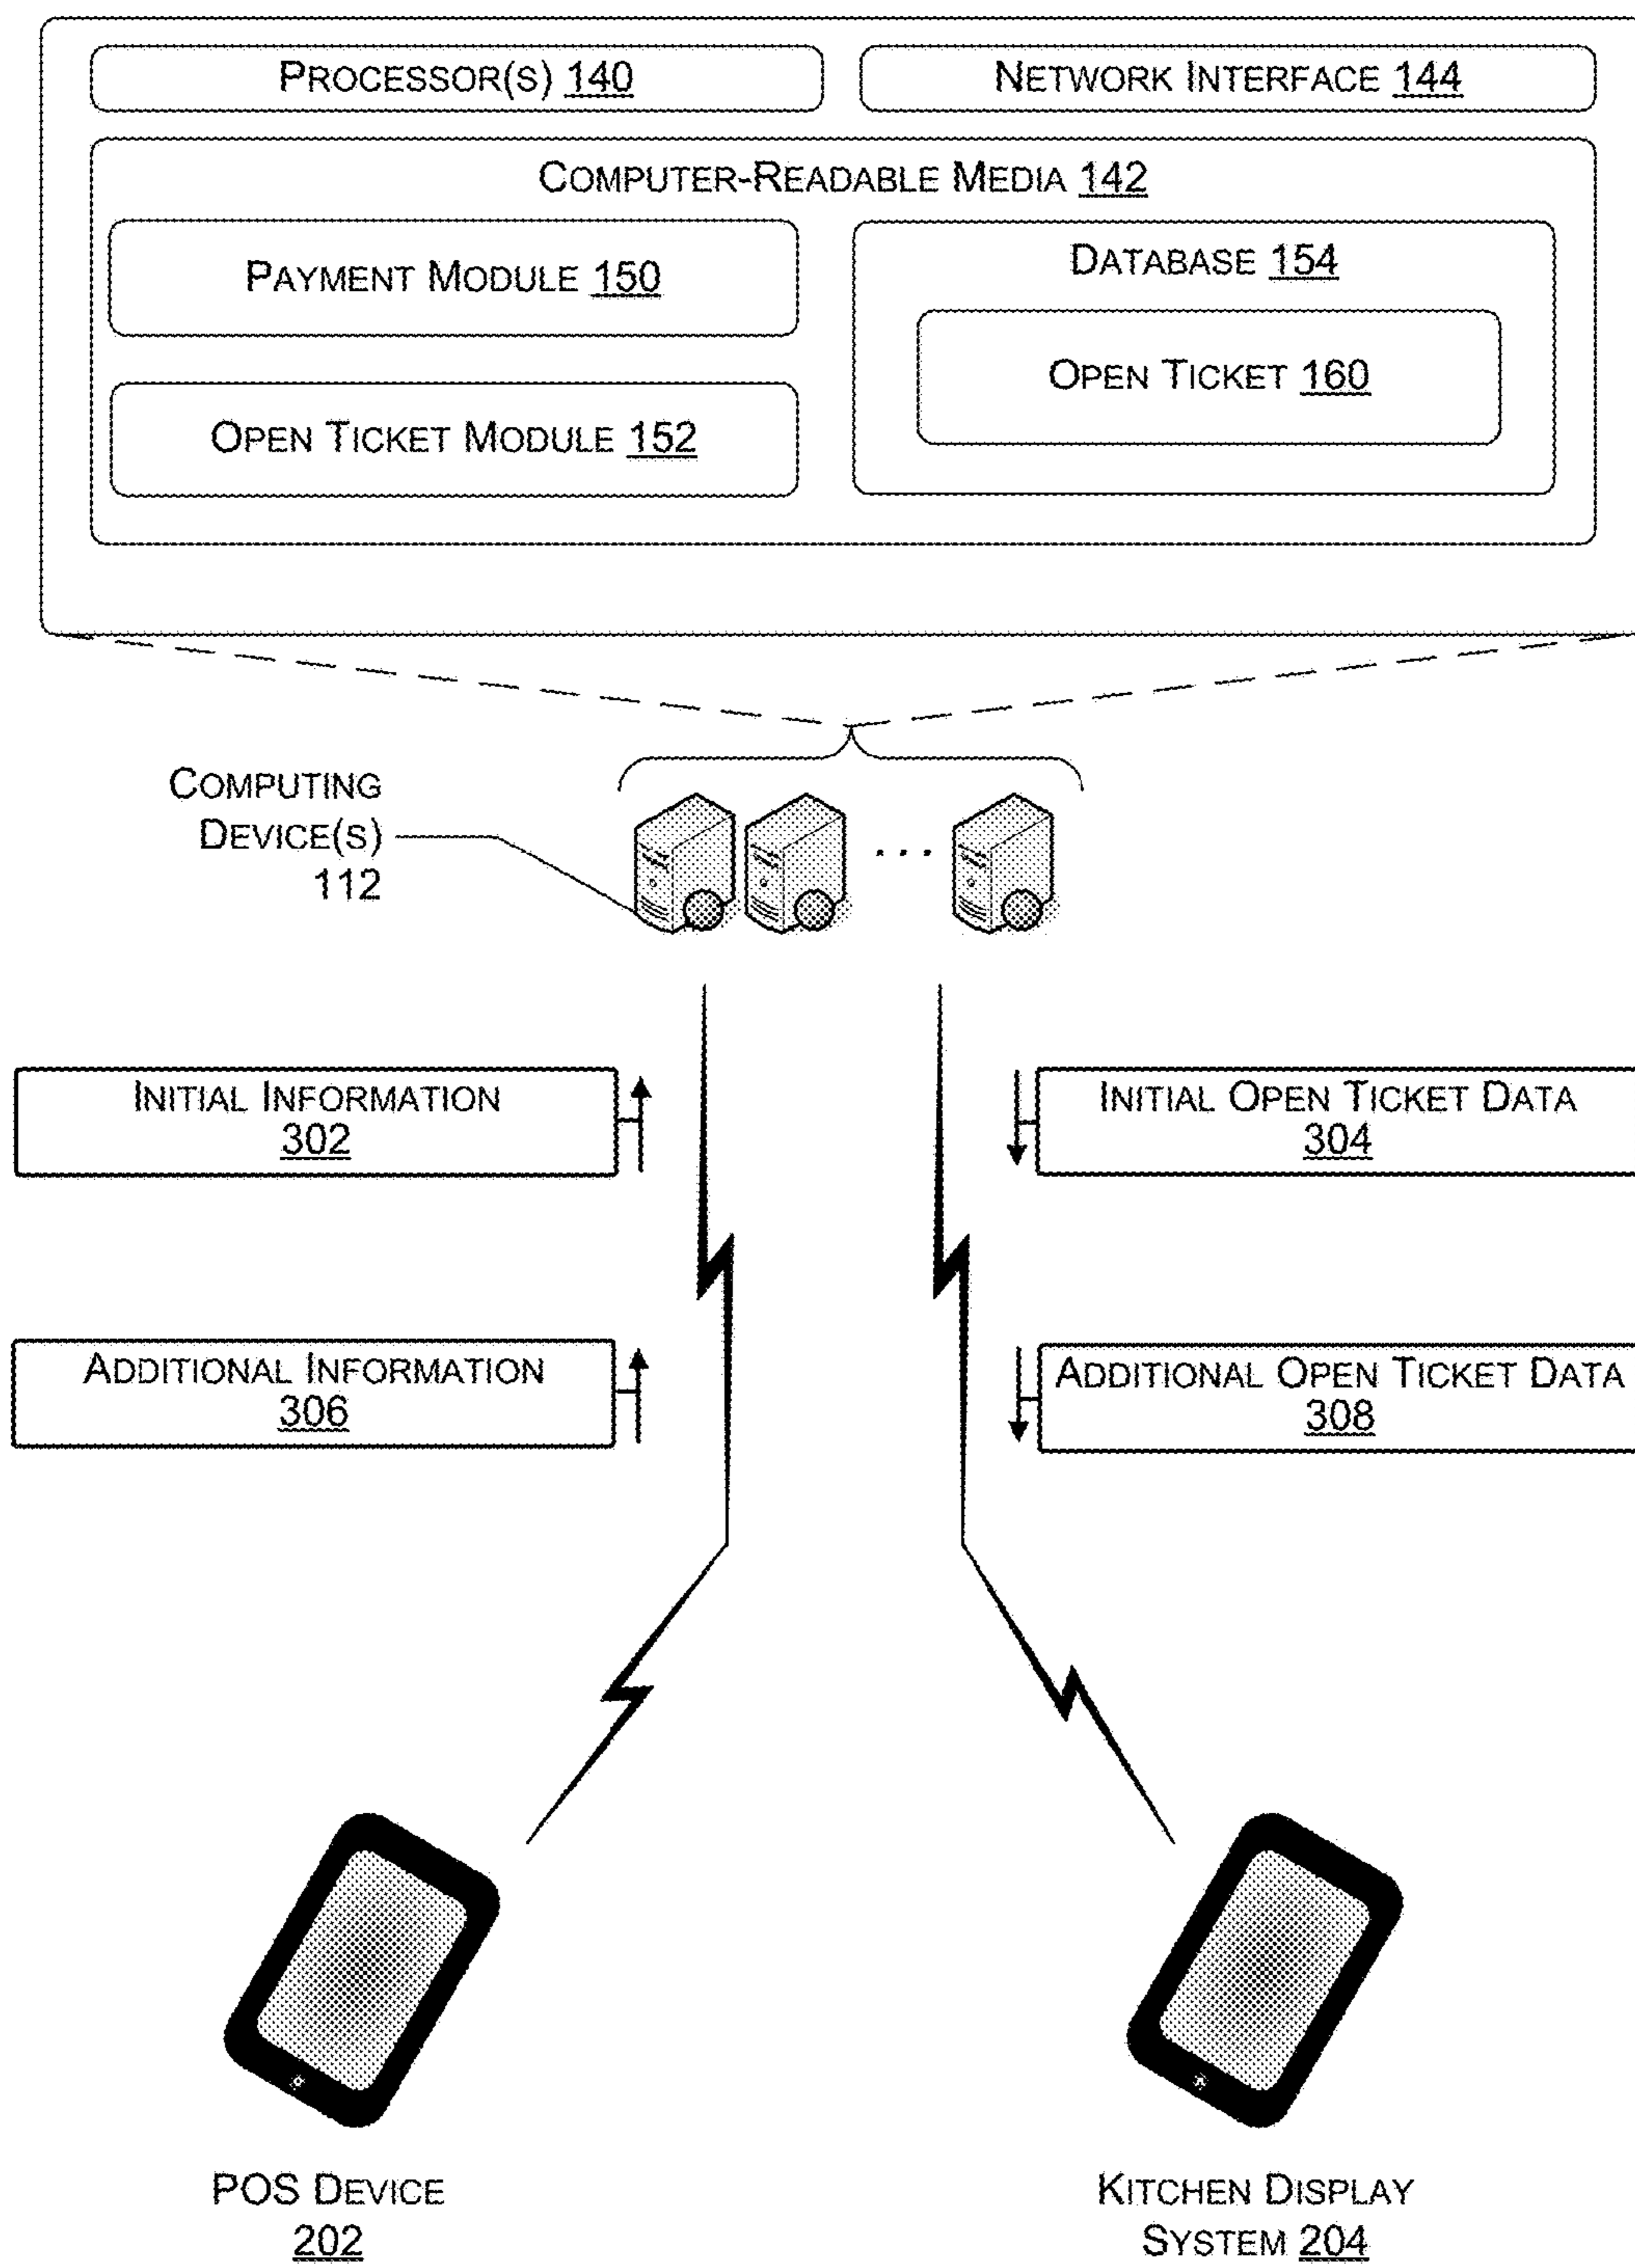 PROCESSOR(S) 140
NETWORK INTERFACE 144
COMPUTER-READABLE MEDIA 142
PAYMENT MODULE 150
DATABASE 154
OPEN TICKET 160
OPEN TICKET MODULE 152
COMPUTING
DEVICE(S)
112
...
INITIAL INFORMATION
302
INITIAL OPEN TICKET DATA
304
ADDITIONAL INFORMATION
306
ADDITIONAL OPEN TICKET DATA
308
POS DEVICE
202
KITCHEN DISPLAY
SYSTEM 204